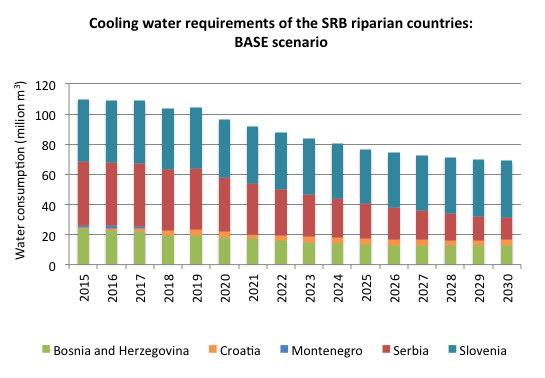 Cooling water requirements of the SRB riparian countries:
BASE scenario
Water consumption (milion m³)
120
100
80
60
40
20
0
2015 2016 2017 2018 2019 2020 2021 2022 2023 2024 2025 2026 2027 2028 2029 2030
Bosnia and Herzegovina Croatia Montenegro Serbia Slovenia